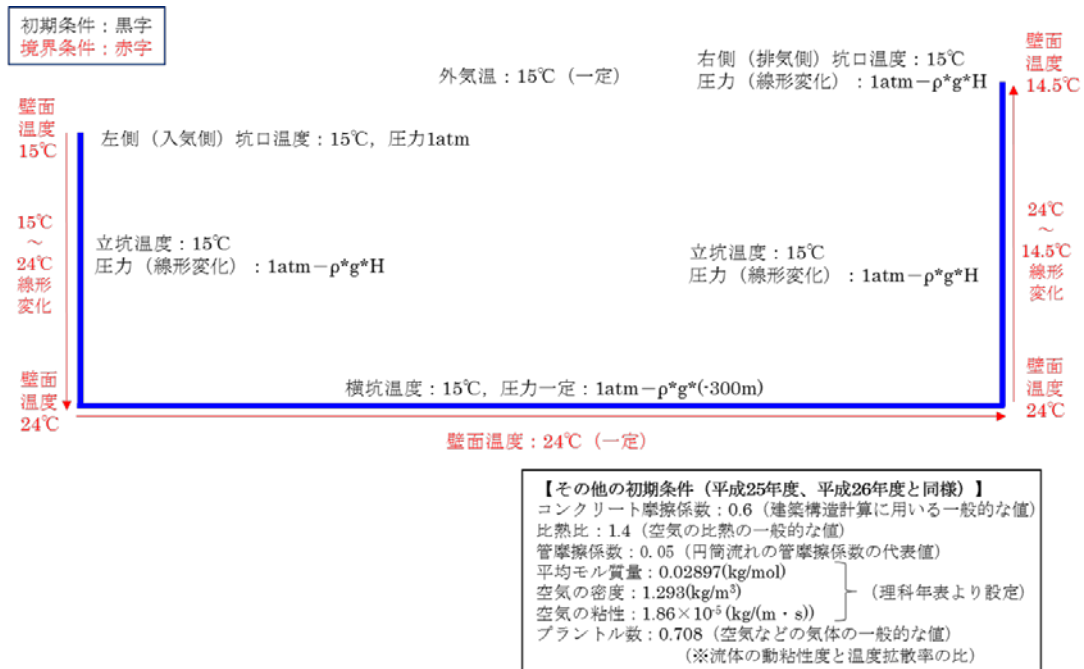 初期条件：黒字
境界条件：赤字
外気温：15℃（一定）
右側（排気側）坑口温度：15℃
圧力（線形変化）：1atm－ρ*g*H
壁面
温度
14.5℃
壁面
温度
15℃
左側（入気側）坑口温度：15℃，圧力1atm
15℃
～
24℃
線形
変化
立坑温度：15℃
圧力（線形変化）：1atm－ρ*g*H
立坑温度：15℃
圧力（線形変化）：1atm－ρ*g*H
24℃
～
14.5℃
線形
変化
壁面
温度
24℃
横坑温度：15℃，圧力一定：1atm－ρ*g*(-300m)
壁面
温度
24℃
壁面温度：24℃（一定）
【その他の初期条件（平成25年度、平成26年度と同様）】
コンクリート摩擦係数：0.6（建築構造計算に用いる一般的な値）
比熱比：1.4（空気の比熱の一般的な値）
管摩擦係数：0.05（円筒流れの管摩擦係数の代表値）
平均モル質量：0.02897(kg/mol)
空気の密度：1.293(kg/m³)
（理科年表より設定）
空気の粘性：1.86×10⁻⁵(kg/(m・s))
プラントル数：0.708（空気などの気体の一般的な値）
（※流体の動粘性度と温度拡散率の比）